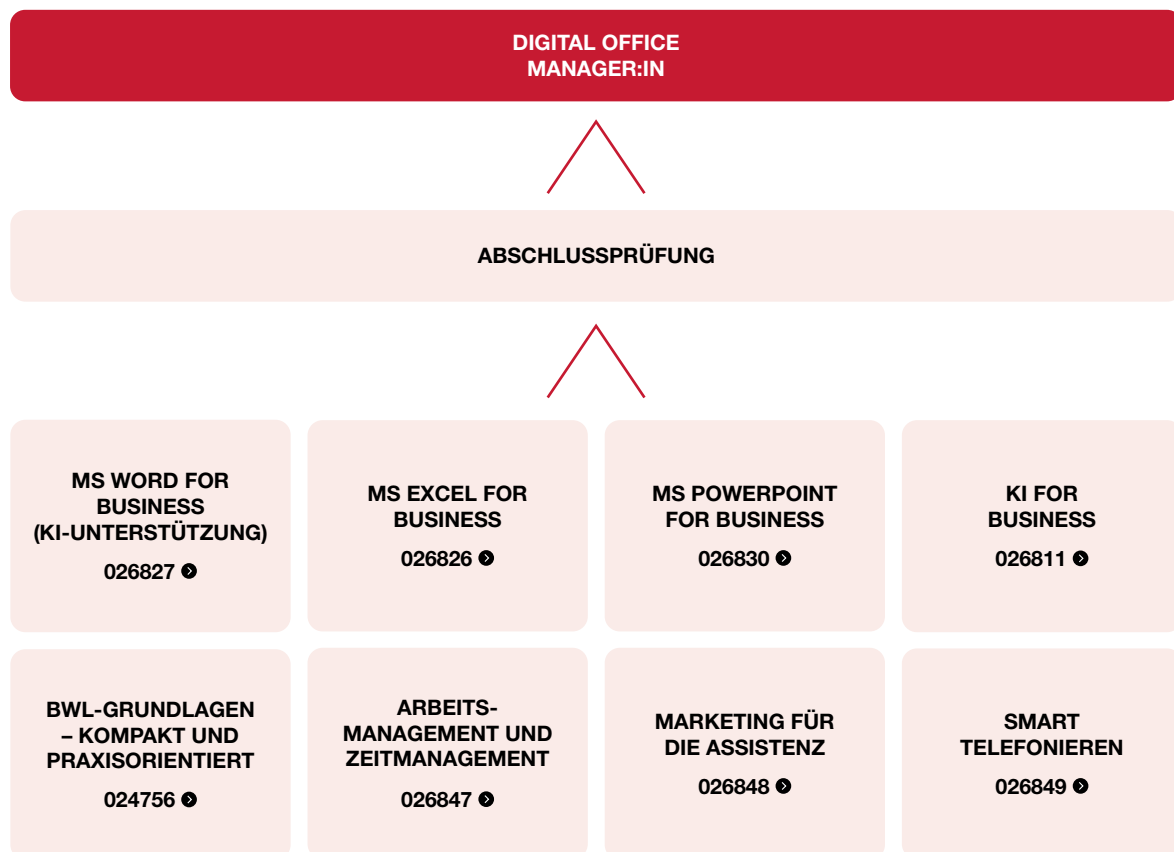 DIGITAL OFFICE
MANAGER:IN
ABSCHLUSSPRÜFUNG
MS WORD FOR
BUSINESS
(KI-UNTERSTÜTZUNG)
026827
MS EXCEL FOR
BUSINESS
026826
MS POWERPOINT
FOR BUSINESS
026830
KI FOR
BUSINESS
026811
BWL-GRUNDLAGEN
– KOMPAKT UND
PRAXISORIENTIERT
024756
ARBEITS-
MANAGEMENT UND
ZEITMANAGEMENT
026847
MARKETING FÜR
DIE ASSISTENZ
026848
SMART
TELEFONIEREN
026849